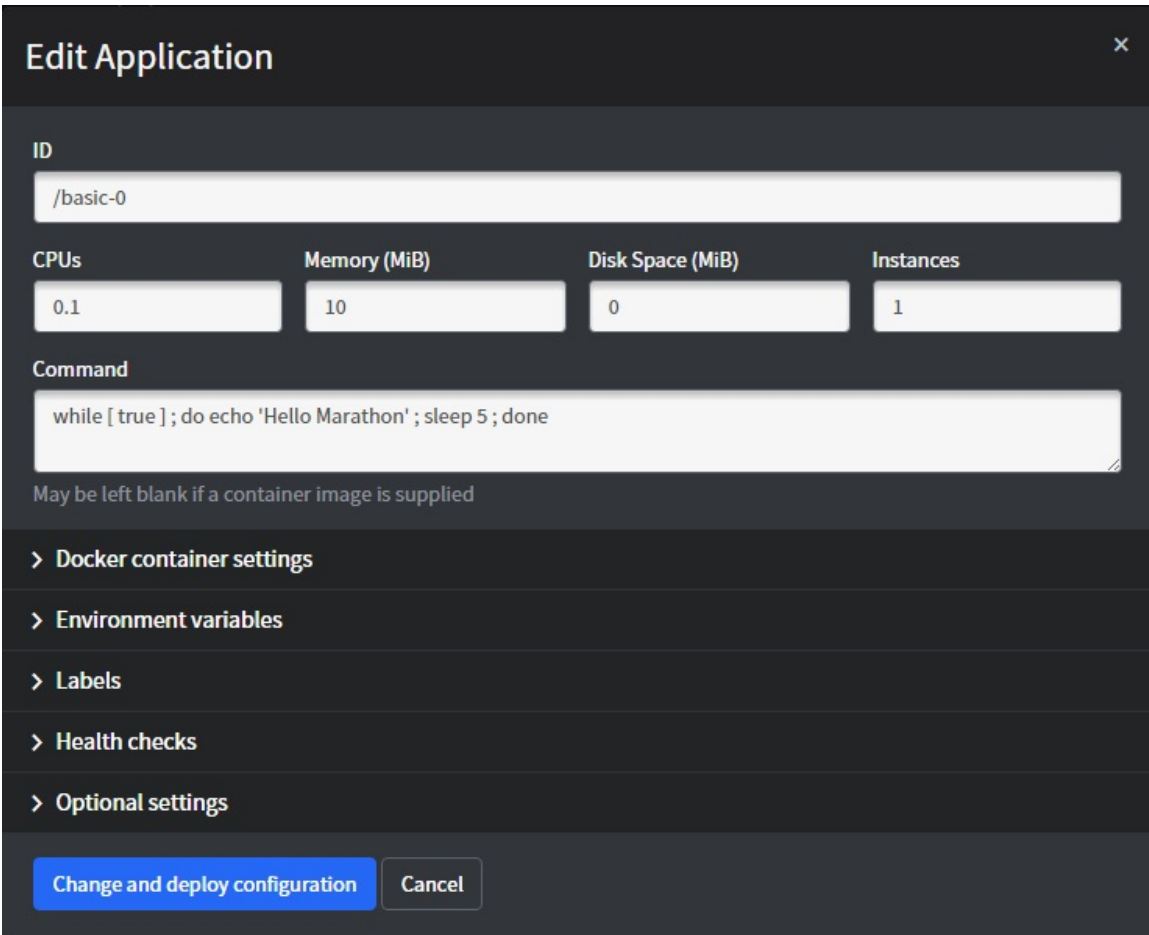 Edit Application
×
ID
/basic-0
CPUs Memory (MiB) Disk Space (MiB) Instances
0.1 10 0 1
Command
while [ true ] ; do echo 'Hello Marathon' ; sleep 5 ; done
May be left blank if a container image is supplied
Docker container settings
Environment variables
Labels
Health checks
Optional settings
Change and deploy configuration Cancel